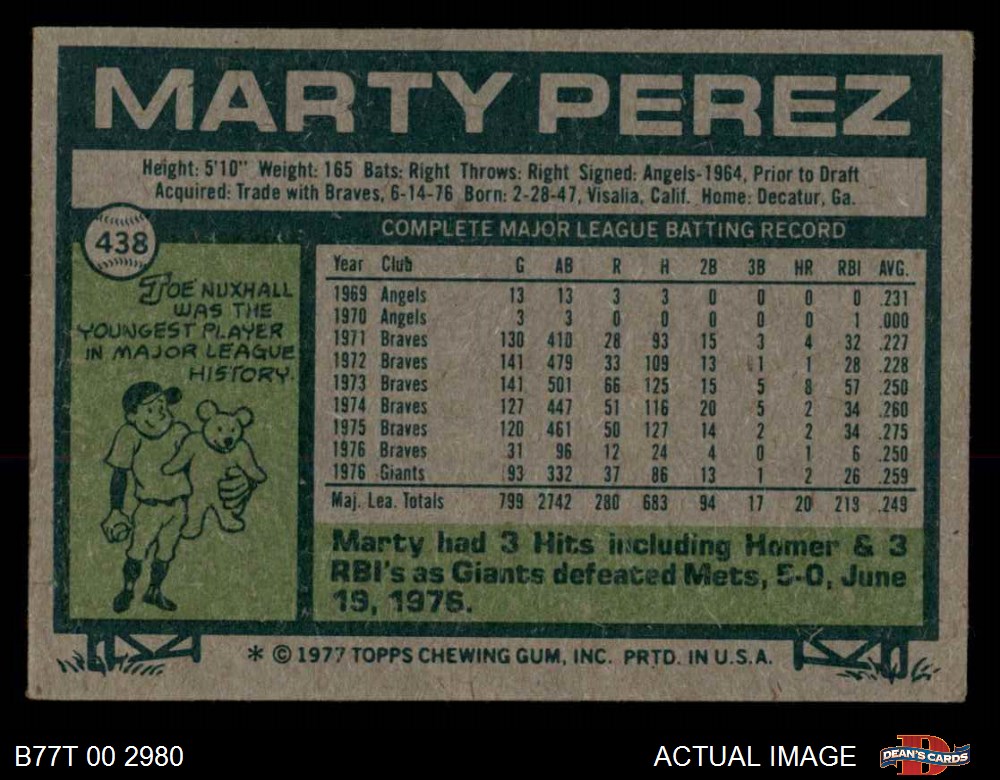 MARTY PEREZ
Height: 5'10" Weight: 165 Bats: Right Throws: Right Signed: Angels-1964, Prior to Draft
Acquired: Trade with Braves, 6-14-76 Born: 2-28-47, Visalia, Calif. Home: Decatur, Ga.
438
JOE NUXHALL
WAS THE
YOUNGEST PLAYER
IN MAJOR LEAGUE
HISTORY.
COMPLETE MAJOR LEAGUE BATTING RECORD
Year Club G AB R H 2B 3B HR RBI AVG.
1969 Angels 13 13 3 3 0 0 0 0 .231
1970 Angels 3 3 0 0 0 0 0 1 .000
1971 Braves 130 410 28 93 15 3 4 32 .227
1972 Braves 141 479 33 109 13 1 1 28 .228
1973 Braves 141 501 66 125 15 5 8 57 .250
1974 Braves 127 447 51 116 20 5 2 34 .260
1975 Braves 120 461 50 127 14 2 2 34 .275
1976 Braves 31 96 12 24 4 0 1 6 .250
1976 Giants 93 332 37 86 13 1 2 26 .259
Maj. Lea. Totals 799 2742 280 683 94 17 20 218 .249
Marty had 3 Hits including Homer & 3
RBI's as Giants defeated Mets, 5-0, June
19, 1976.
* © 1977 TOPPS CHEWING GUM, INC. PRTD. IN U.S.A.
B77T 00 2980
ACTUAL IMAGE
DEAN'S CARDS